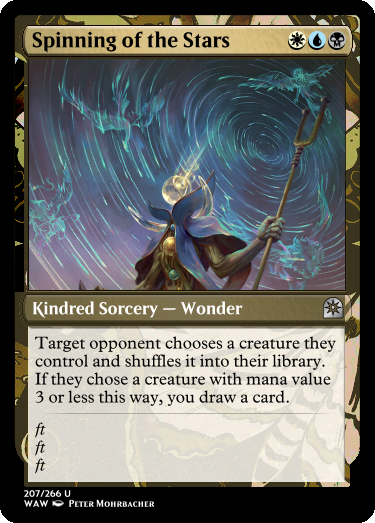 Spinning of the Stars
Kindred Sorcery — Wonder
Target opponent chooses a creature they
control and shuffles it into their library.
If they chose a creature with mana value
3 or less this way, you draw a card.
ft
ft
ft
207/266 U
WAW Peter Mohrbacher